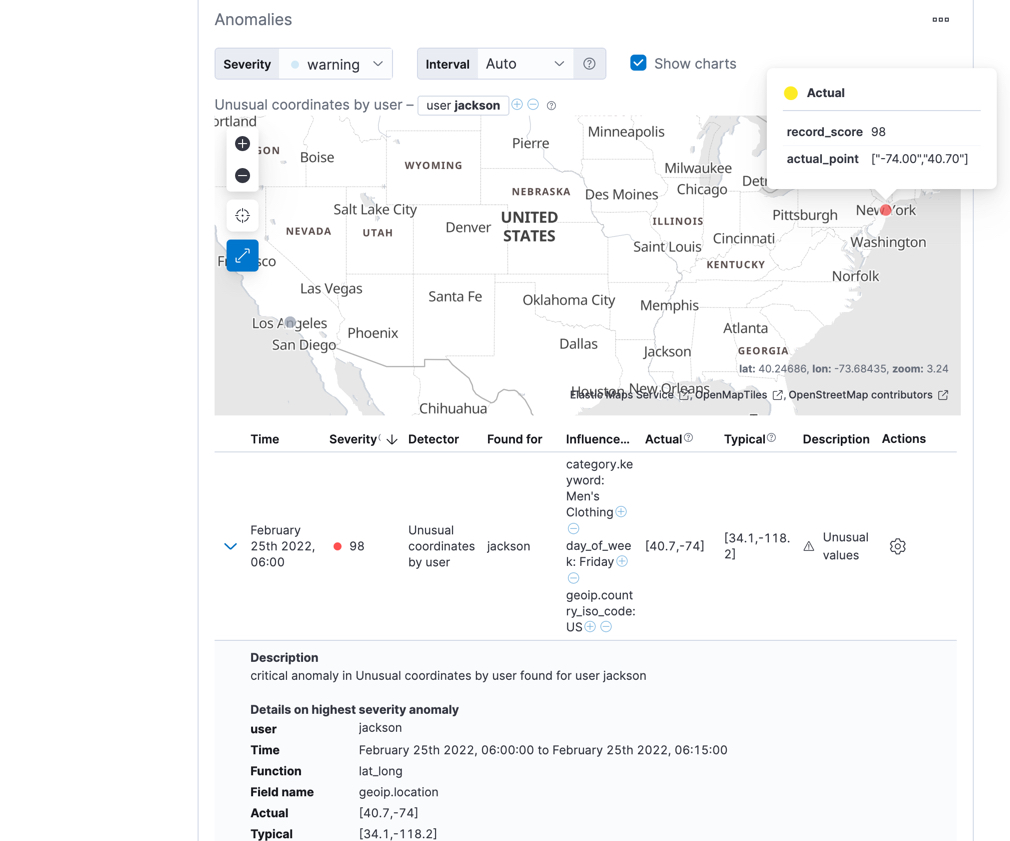 Anomalies
Severity warning Interval Auto Show charts
Unusual coordinates by user – user jackson
Actual
record_score 98
actual_point ["-74.00","40.70"]
ortland
Minneapolis
GON Boise Pierre
WYOMING Milwaukee
Chicago Detr
NEBRASKA Des Moines
Salt Lake City UNITED STATES Pittsburgh New York
NEVADA UTAH Denver ILLINOIS
Saint Louis Cincinnati Washington
KENTUCKY
Norfolk
Las Vegas Santa Fe Oklahoma City Memphis
Los Angeles Phoenix Atlanta
San Diego Dallas Jackson GEORGIA
lat: 40.24686, lon: -73.68435, zoom: 3.24
Houston New Orleans
Elastic Maps Service , OpenMapTiles , OpenStreetMap contributors
Chihuahua
Time Severity Detector Found for Influence... Actual Typical Description Actions
February 25th 2022, 06:00
98
Unusual coordinates by user
jackson
category.ke
yword:
Men's
Clothing
day_of_wee
k: Friday
geoip.count
ry_iso_code:
US
[40.7,-74]
[34.1,-118.
2]
Unusual
values
Description
critical anomaly in Unusual coordinates by user found for user jackson
Details on highest severity anomaly
user jackson
Time February 25th 2022, 06:00:00 to February 25th 2022, 06:15:00
Function lat_long
Field name geoip.location
Actual [40.7,-74]
Typical [34.1,-118.2]